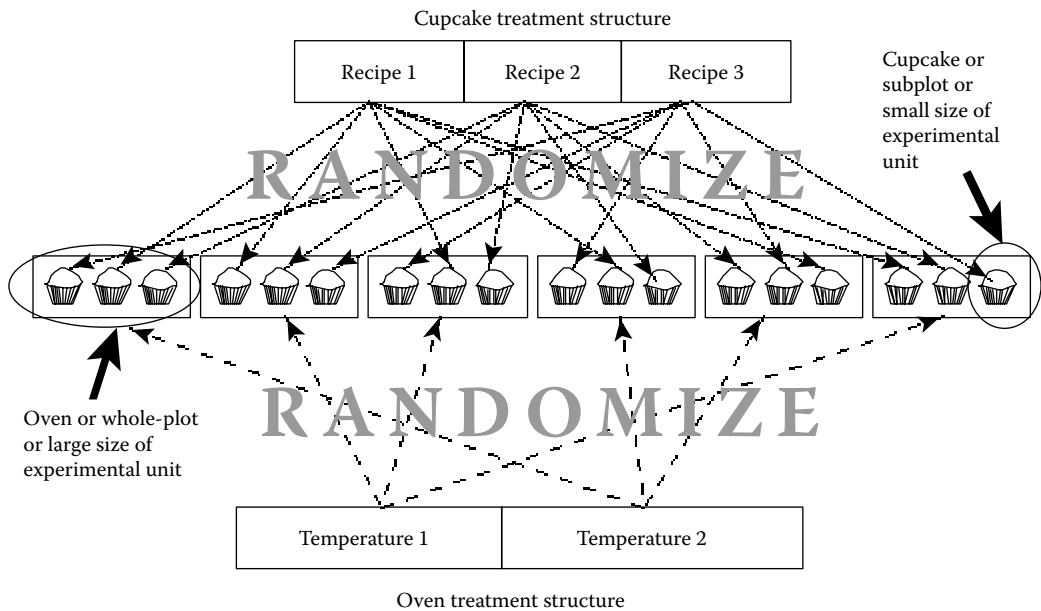 Cupcake treatment structure
Recipe 1
Recipe 2
Recipe 3
Cupcake or
subplot or
small size of
experimental
unit
RANDOMIZE
RANDOMIZE
Oven or whole-plot
or large size of
experimental unit
Temperature 1
Temperature 2
Oven treatment structure